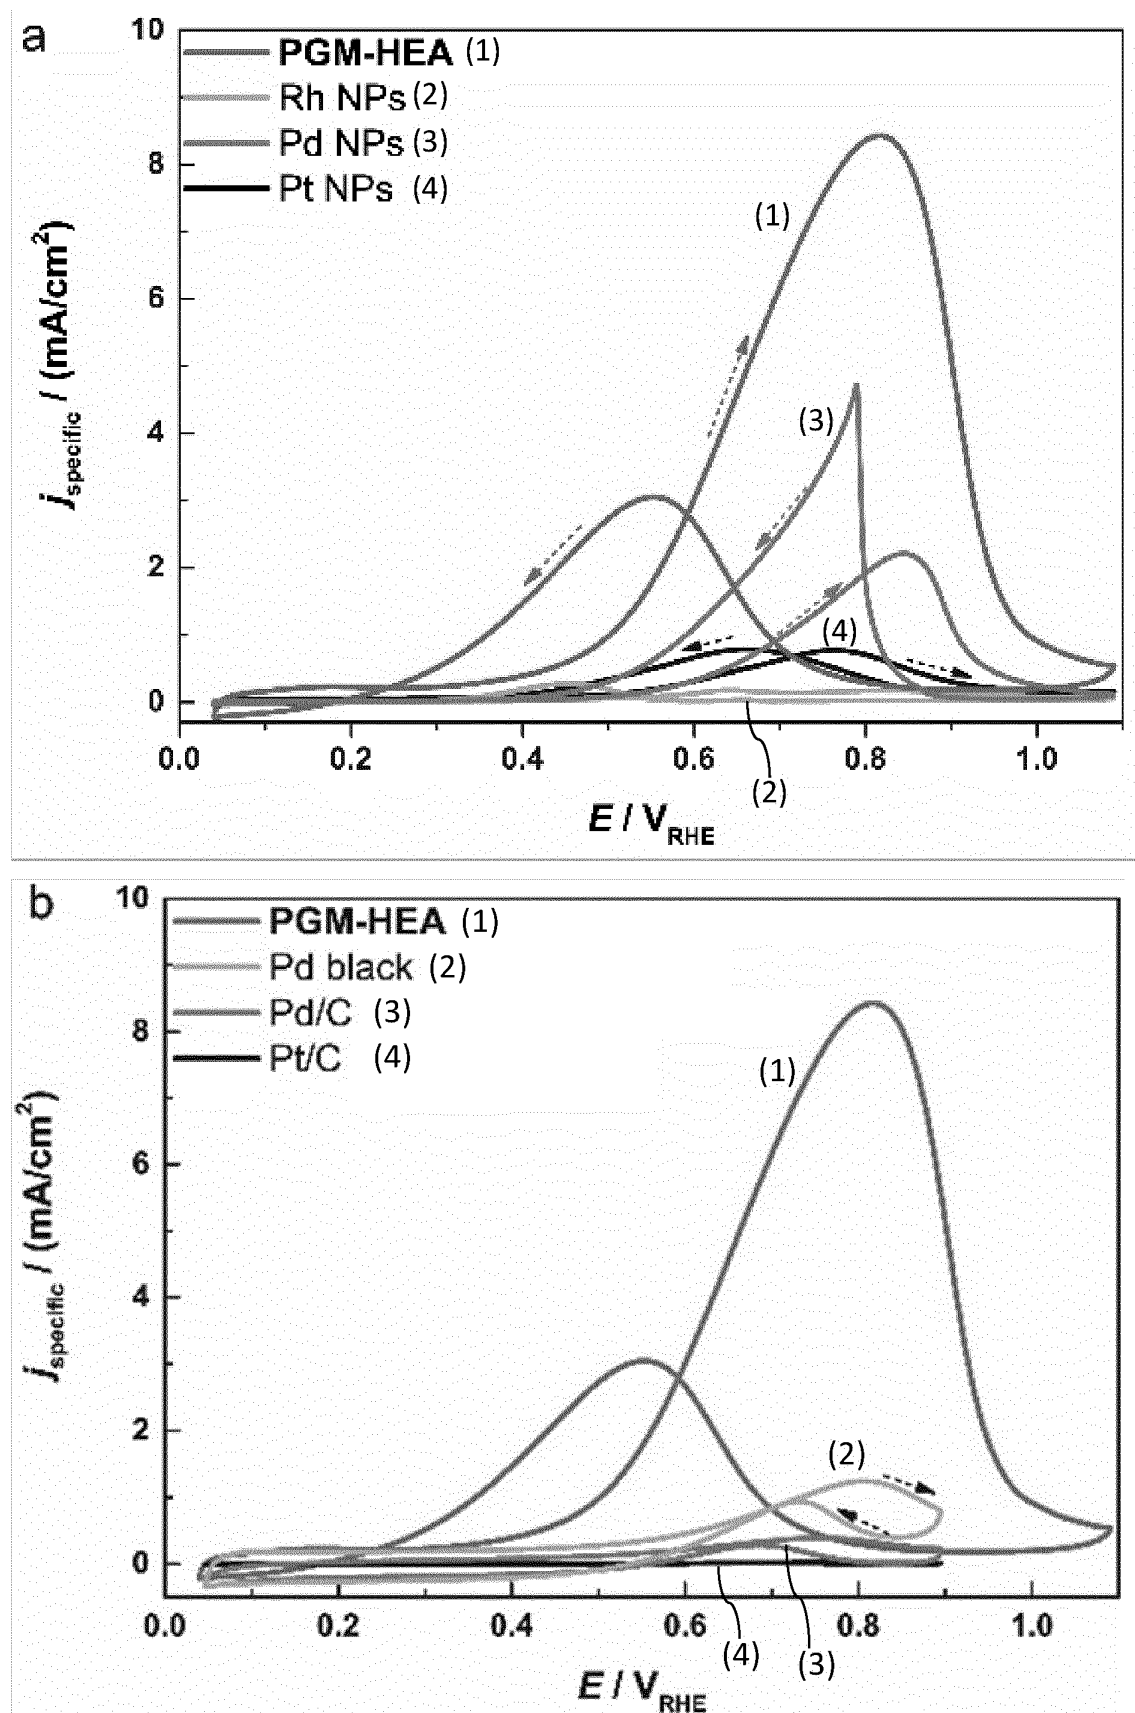 a
10
PGM-HEA (1)
Rh NPs (2)
Pd NPs (3)
Pt NPs (4)
8
(1)
6
4
(3)
2
(4)
0
0.0 0.2 0.4 0.6 0.8 1.0
(2)
jspecific / (mA/cm²)
E / VRHE
b
10
PGM-HEA (1)
Pd black (2)
Pd/C (3)
Pt/C (4)
8
(1)
6
4
2
(2)
0
0.0 0.2 0.4 0.6 0.8 1.0
(4) (3)
jspecific / (mA/cm²)
E / VRHE